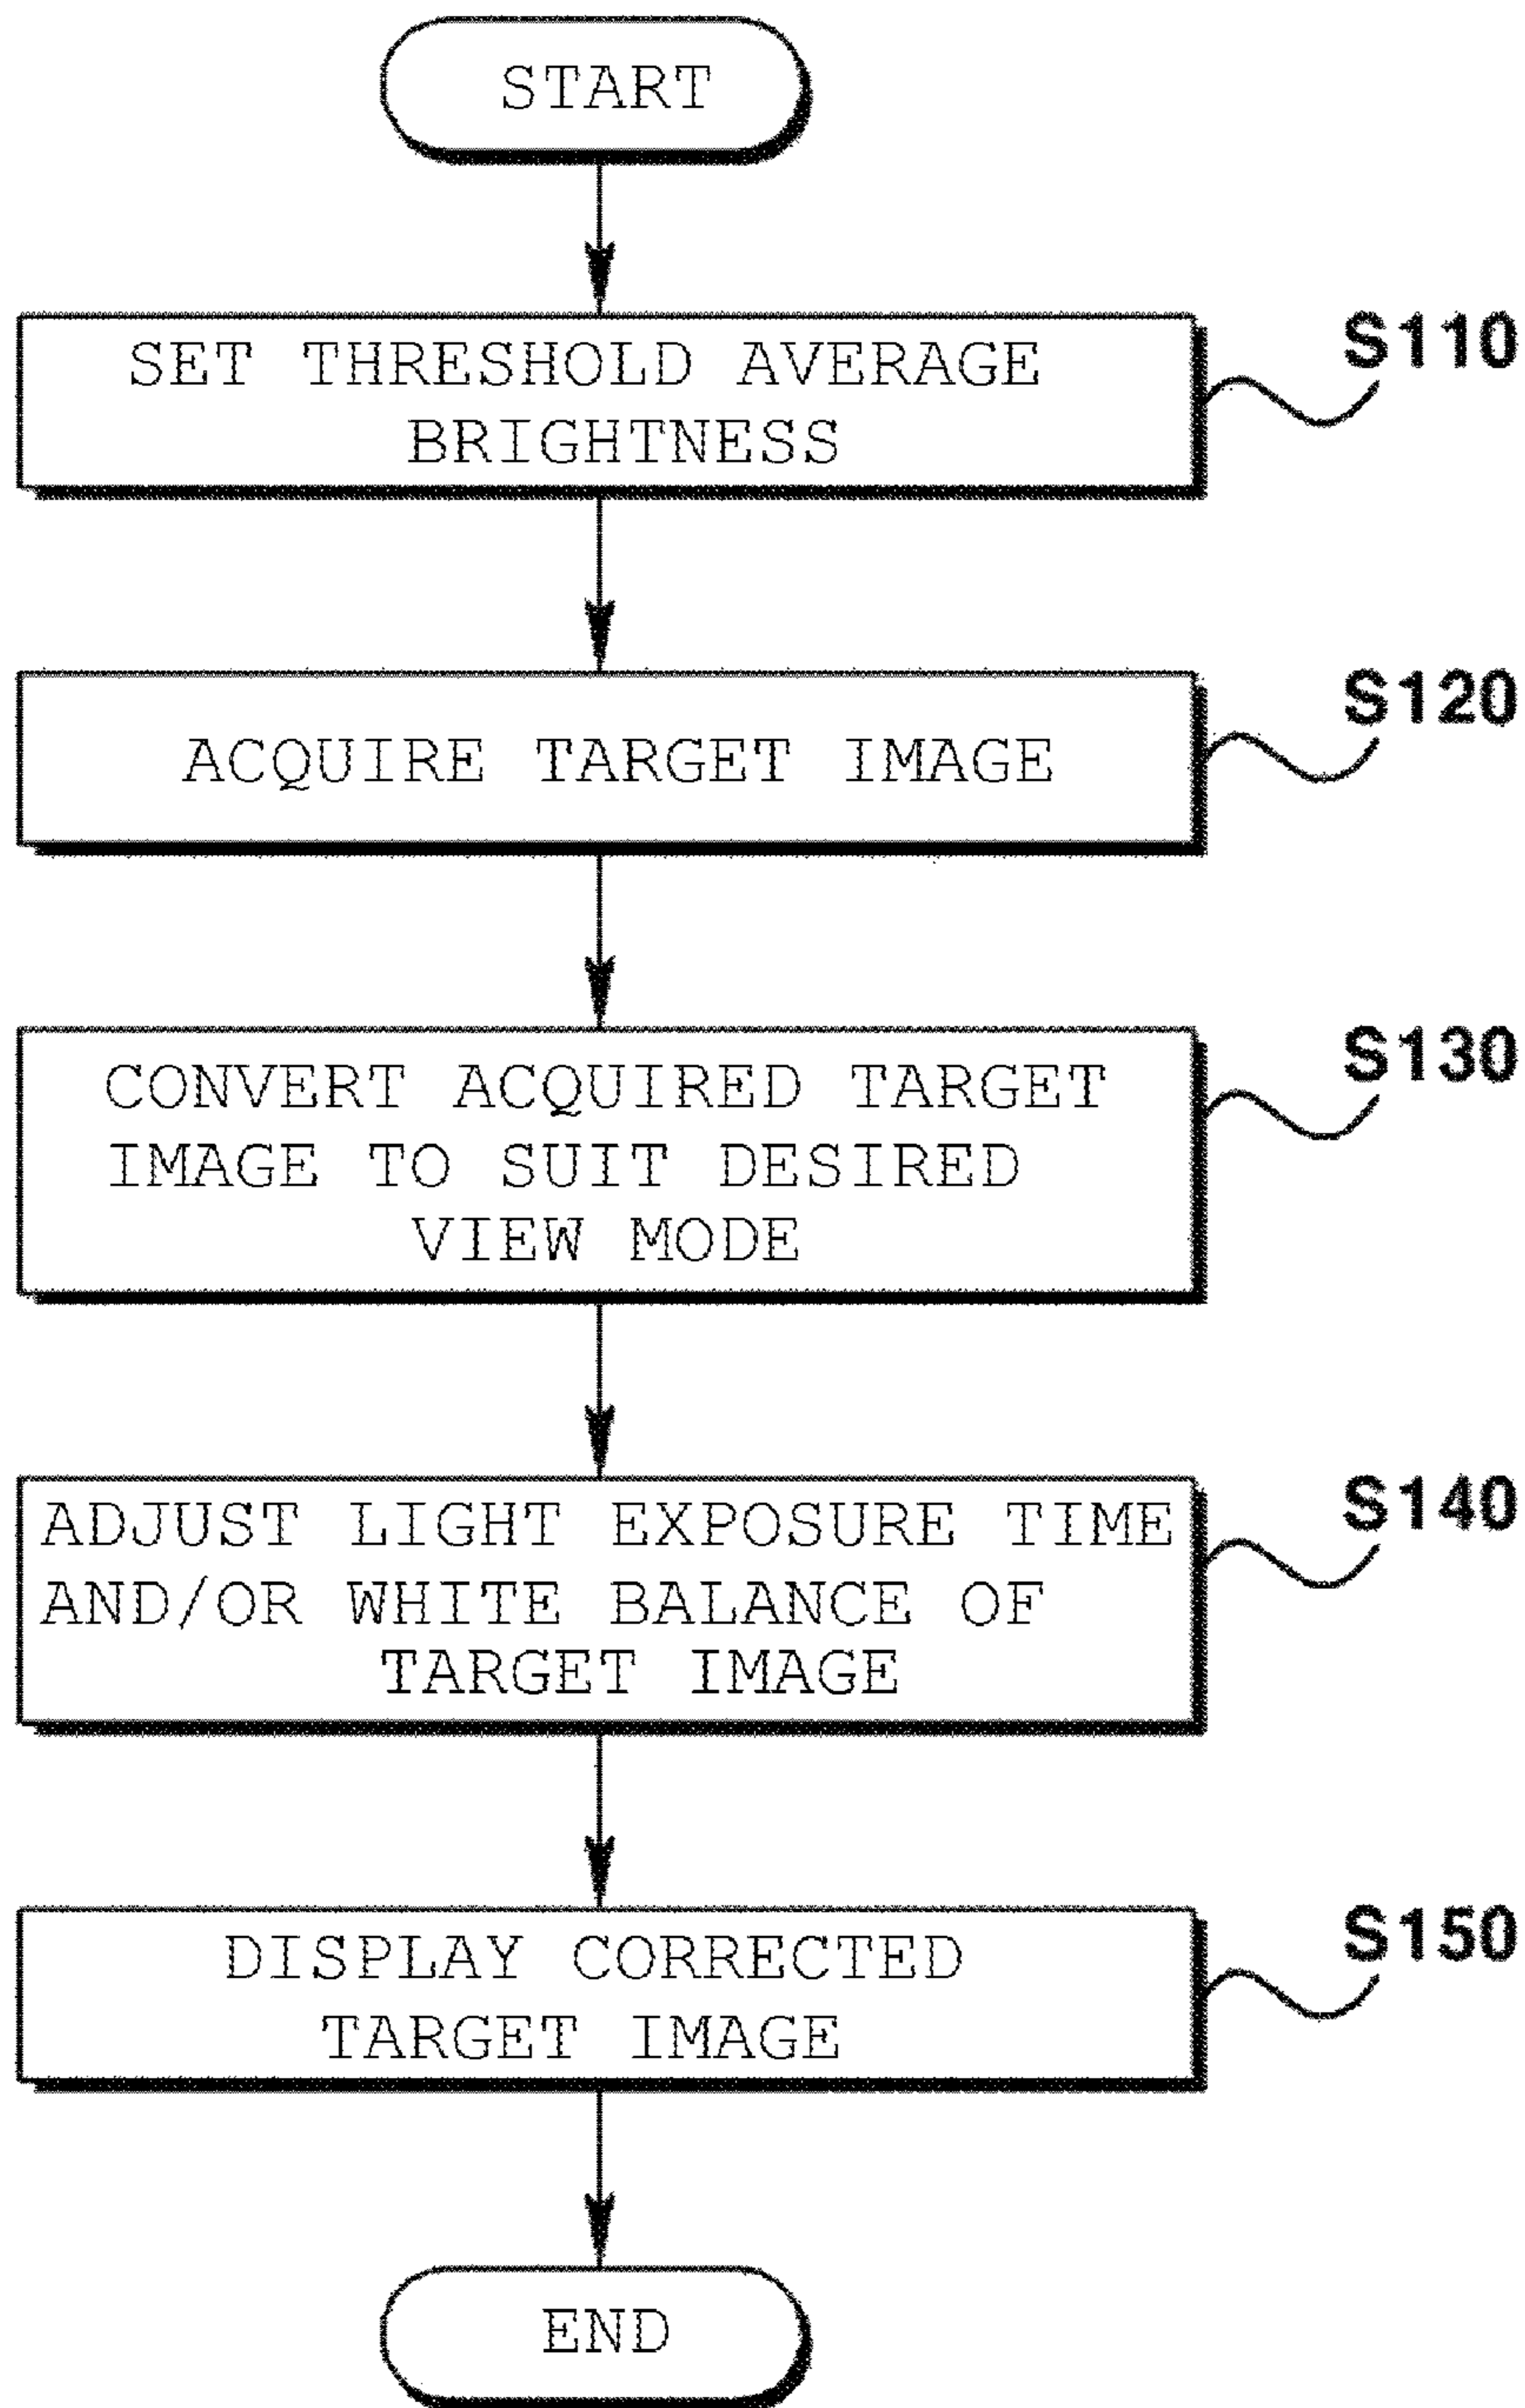 START
SET THRESHOLD AVERAGE
BRIGHTNESS
S110
ACQUIRE TARGET IMAGE
S120
CONVERT ACQUIRED TARGET
IMAGE TO SUIT DESIRED
VIEW MODE
S130
ADJUST LIGHT EXPOSURE TIME
AND/OR WHITE BALANCE OF
TARGET IMAGE
S140
DISPLAY CORRECTED
TARGET IMAGE
S150
END